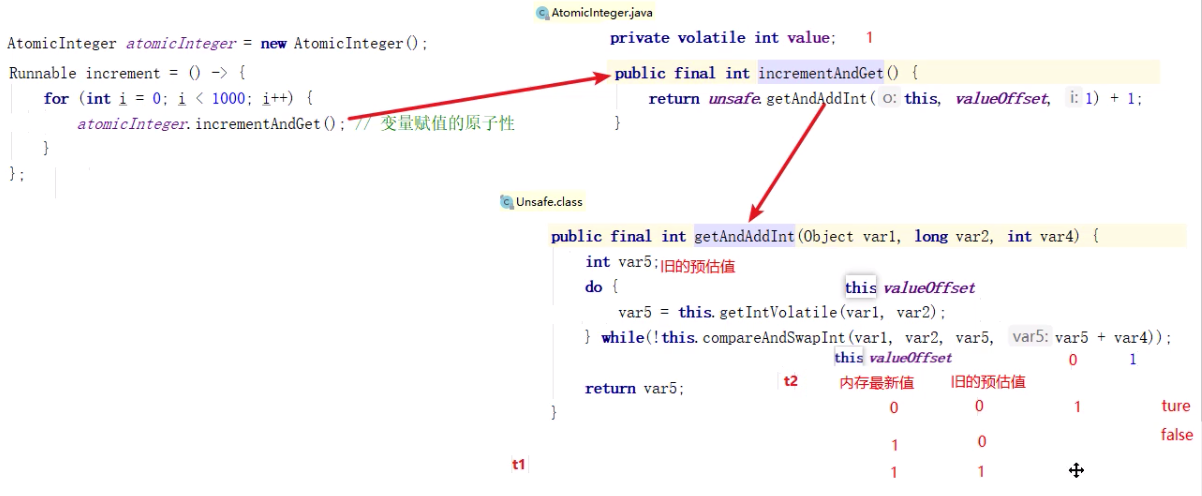 AtomicInteger.java
AtomicInteger atomicInteger = new AtomicInteger();
Runnable increment = () -> {
for (int i = 0; i < 1000; i++) {
atomicInteger.incrementAndGet(); // 变量赋值的原子性
}
};
private volatile int value; 1
public final int incrementAndGet() {
return unsafe.getAndAddInt( o: this, valueOffset, i: 1) + 1;
}
Unsafe.class
public final int getAndAddInt(Object var1, long var2, int var4) {
int var5; 旧的预估值
do { this valueOffset
var5 = this.getIntVolatile(var1, var2);
} while(!this.compareAndSwapInt(var1, var2, var5, var5: var5 + var4));
this valueOffset 0 1
t2 内存最新值 旧的预估值
return var5;
0 0 1 ture
}
1 0 false
t1
1 1